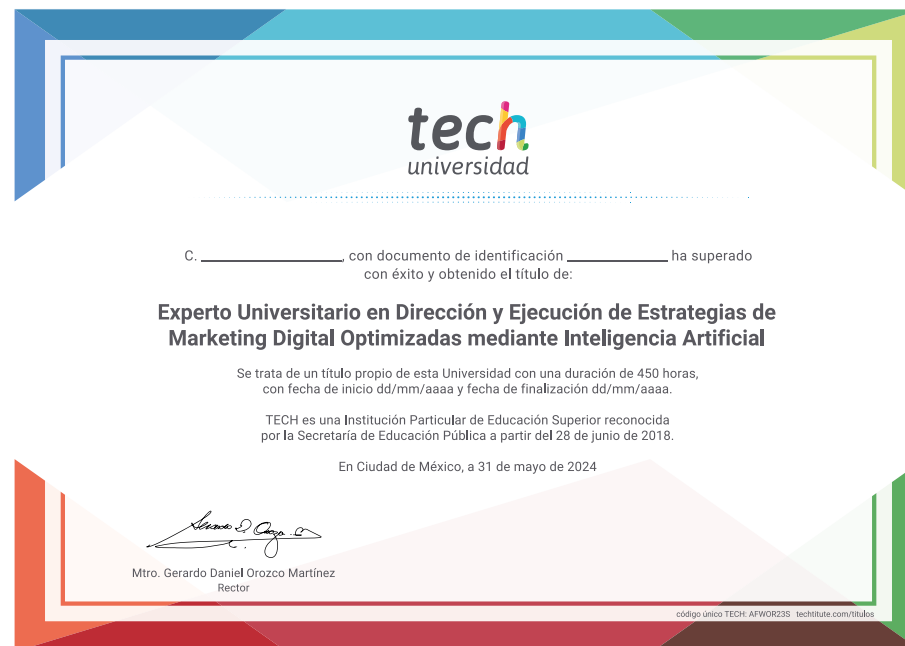 tech
universidad
C. ____________, con documento de identificación ____________ ha superado
con éxito y obtenido el título de:
Experto Universitario en Dirección y Ejecución de Estrategias de
Marketing Digital Optimizadas mediante Inteligencia Artificial
Se trata de un título propio de esta Universidad con una duración de 450 horas,
con fecha de inicio dd/mm/aaaa y fecha de finalización dd/mm/aaaa.
TECH es una Institución Particular de Educación Superior reconocida
por la Secretaría de Educación Pública a partir del 28 de junio de 2018.
En Ciudad de México, a 31 de mayo de 2024
Mtro. Gerardo Daniel Orozco Martínez
Rector
código único TECH: AFWOR23S techtitute.com/títulos